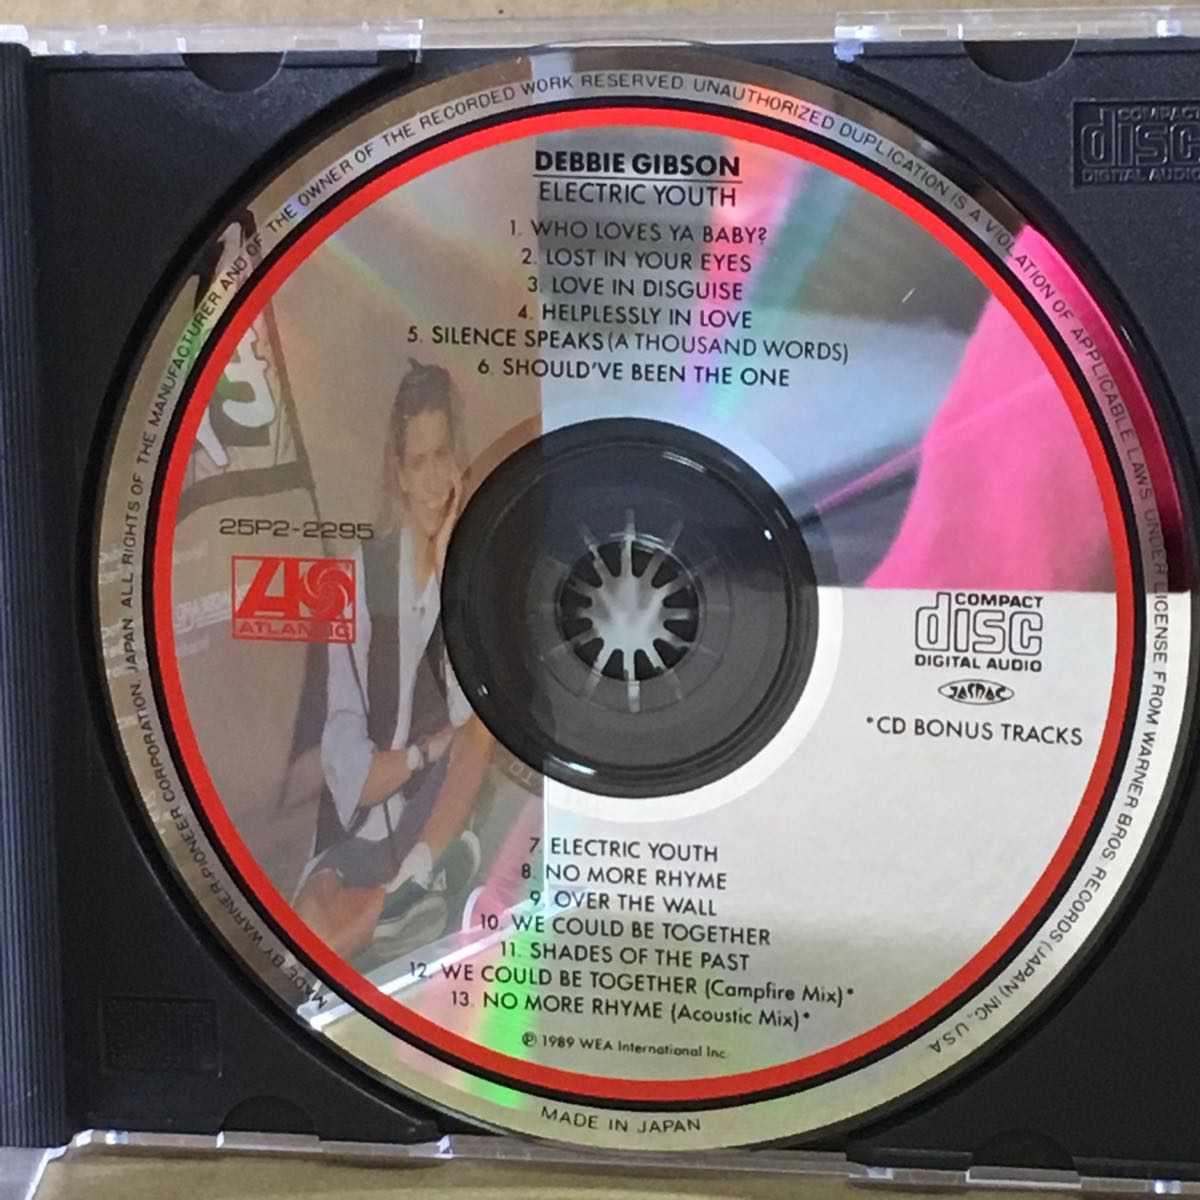 DEBBIE GIBSON
ELECTRIC YOUTH
1. WHO LOVES YA BABY?
2. LOST IN YOUR EYES
3. LOVE IN DISGUISE
4. HELPLESSLY IN LOVE
5. SILENCE SPEAKS (A THOUSAND WORDS)
6. SHOULD'VE BEEN THE ONE
25P2-2295
ATLANTIC
COMPACT
disc
DIGITAL AUDIO
JASRAC
*CD BONUS TRACKS
7. ELECTRIC YOUTH
8. NO MORE RHYME
9. OVER THE WALL
10. WE COULD BE TOGETHER
11. SHADES OF THE PAST
12. WE COULD BE TOGETHER (Campfire Mix)*
13. NO MORE RHYME (Acoustic Mix)*
℗ 1989 WEA International Inc.
MADE BY WARNER-PIONEER CORPORATION, JAPAN. ALL RIGHTS OF THE MANUFACTURER AND OF THE OWNER OF THE RECORDED WORK RESERVED. UNAUTHORIZED DUPLICATION IS A VIOLATION OF APPLICABLE LAWS. UNDER LICENSE FROM WARNER BROS. RECORDS (JAPAN) INC., U.S.A.
MADE IN JAPAN
COMPACT
disc
DIGITAL AUDIO